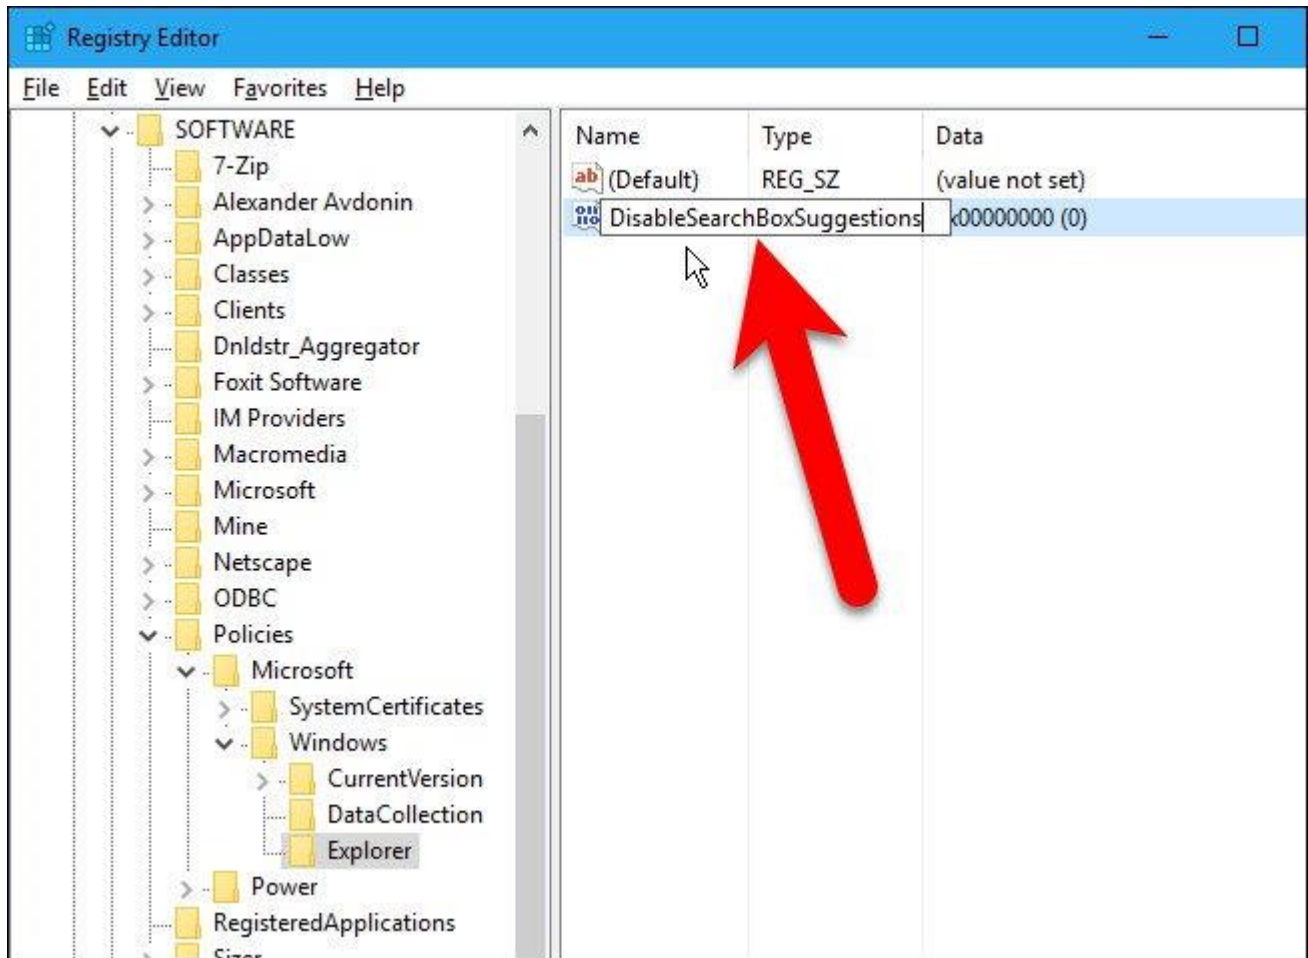 Registry Editor
File Edit View Favorites Help
SOFTWARE
7-Zip
Alexander Avdonin
AppDataLow
Classes
Clients
Dnldstr_Aggregator
Foxit Software
IM Providers
Macromedia
Microsoft
Mine
Netscape
ODBC
Policies
Microsoft
SystemCertificates
Windows
CurrentVersion
DataCollection
Explorer
Power
RegisteredApplications
Name Type Data
(Default) REG_SZ (value not set)
DisableSearchBoxSuggestions x00000000 (0)